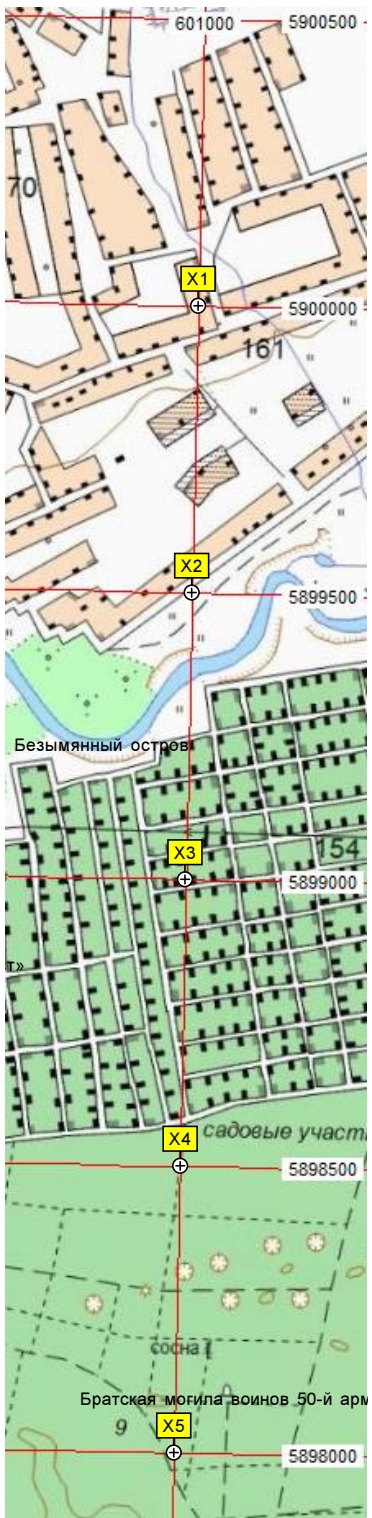 601000 5900500
70
X1
5900000
161
X2
5899500
Безымянный остров
X3
154
5899000
т»
X4
садовые участ
5898500
сосна
Братская могила воинов 50-й арм
X5
9
5898000